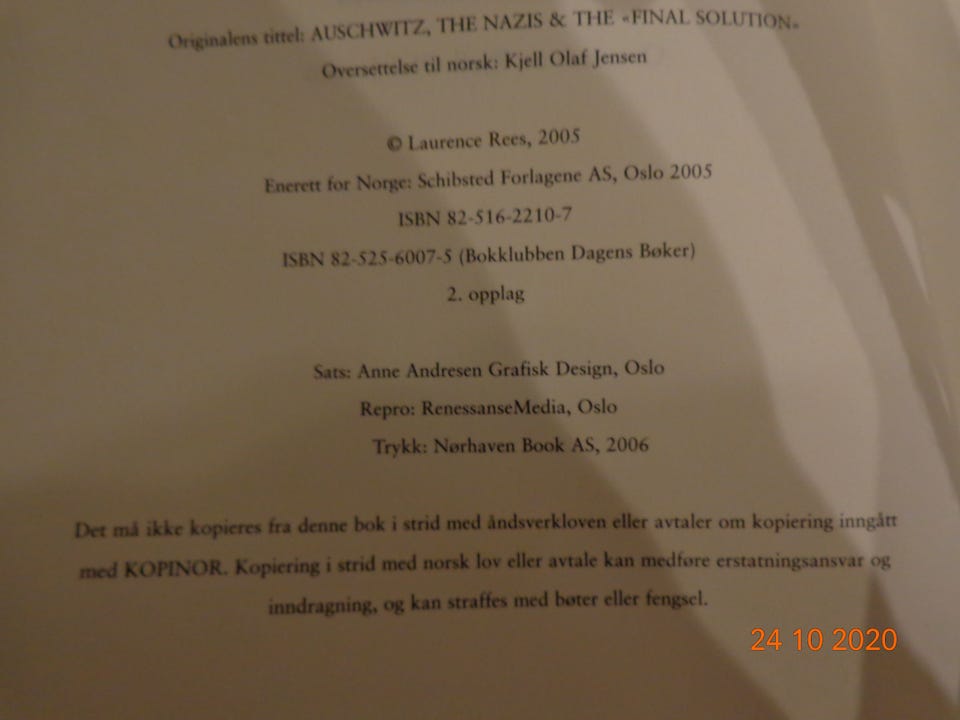 Originalens tittel: AUSCHWITZ, THE NAZIS & THE «FINAL SOLUTION»
Oversettelse til norsk: Kjell Olaf Jensen
© Laurence Rees, 2005
Enerett for Norge: Schibsted Forlagene AS, Oslo 2005
ISBN 82-516-2210-7
ISBN 82-525-6007-5 (Bokklubben Dagens Bøker)
2. opplag
Sats: Anne Andresen Grafisk Design, Oslo
Repro: RenessanseMedia, Oslo
Trykk: Nørhaven Book AS, 2006
Det må ikke kopieres fra denne bok i strid med åndsverkloven eller avtaler om kopiering inngått
med KOPINOR. Kopiering i strid med norsk lov eller avtale kan medføre erstatningsansvar og
inndragning, og kan straffes med bøter eller fengsel.
24 10 2020